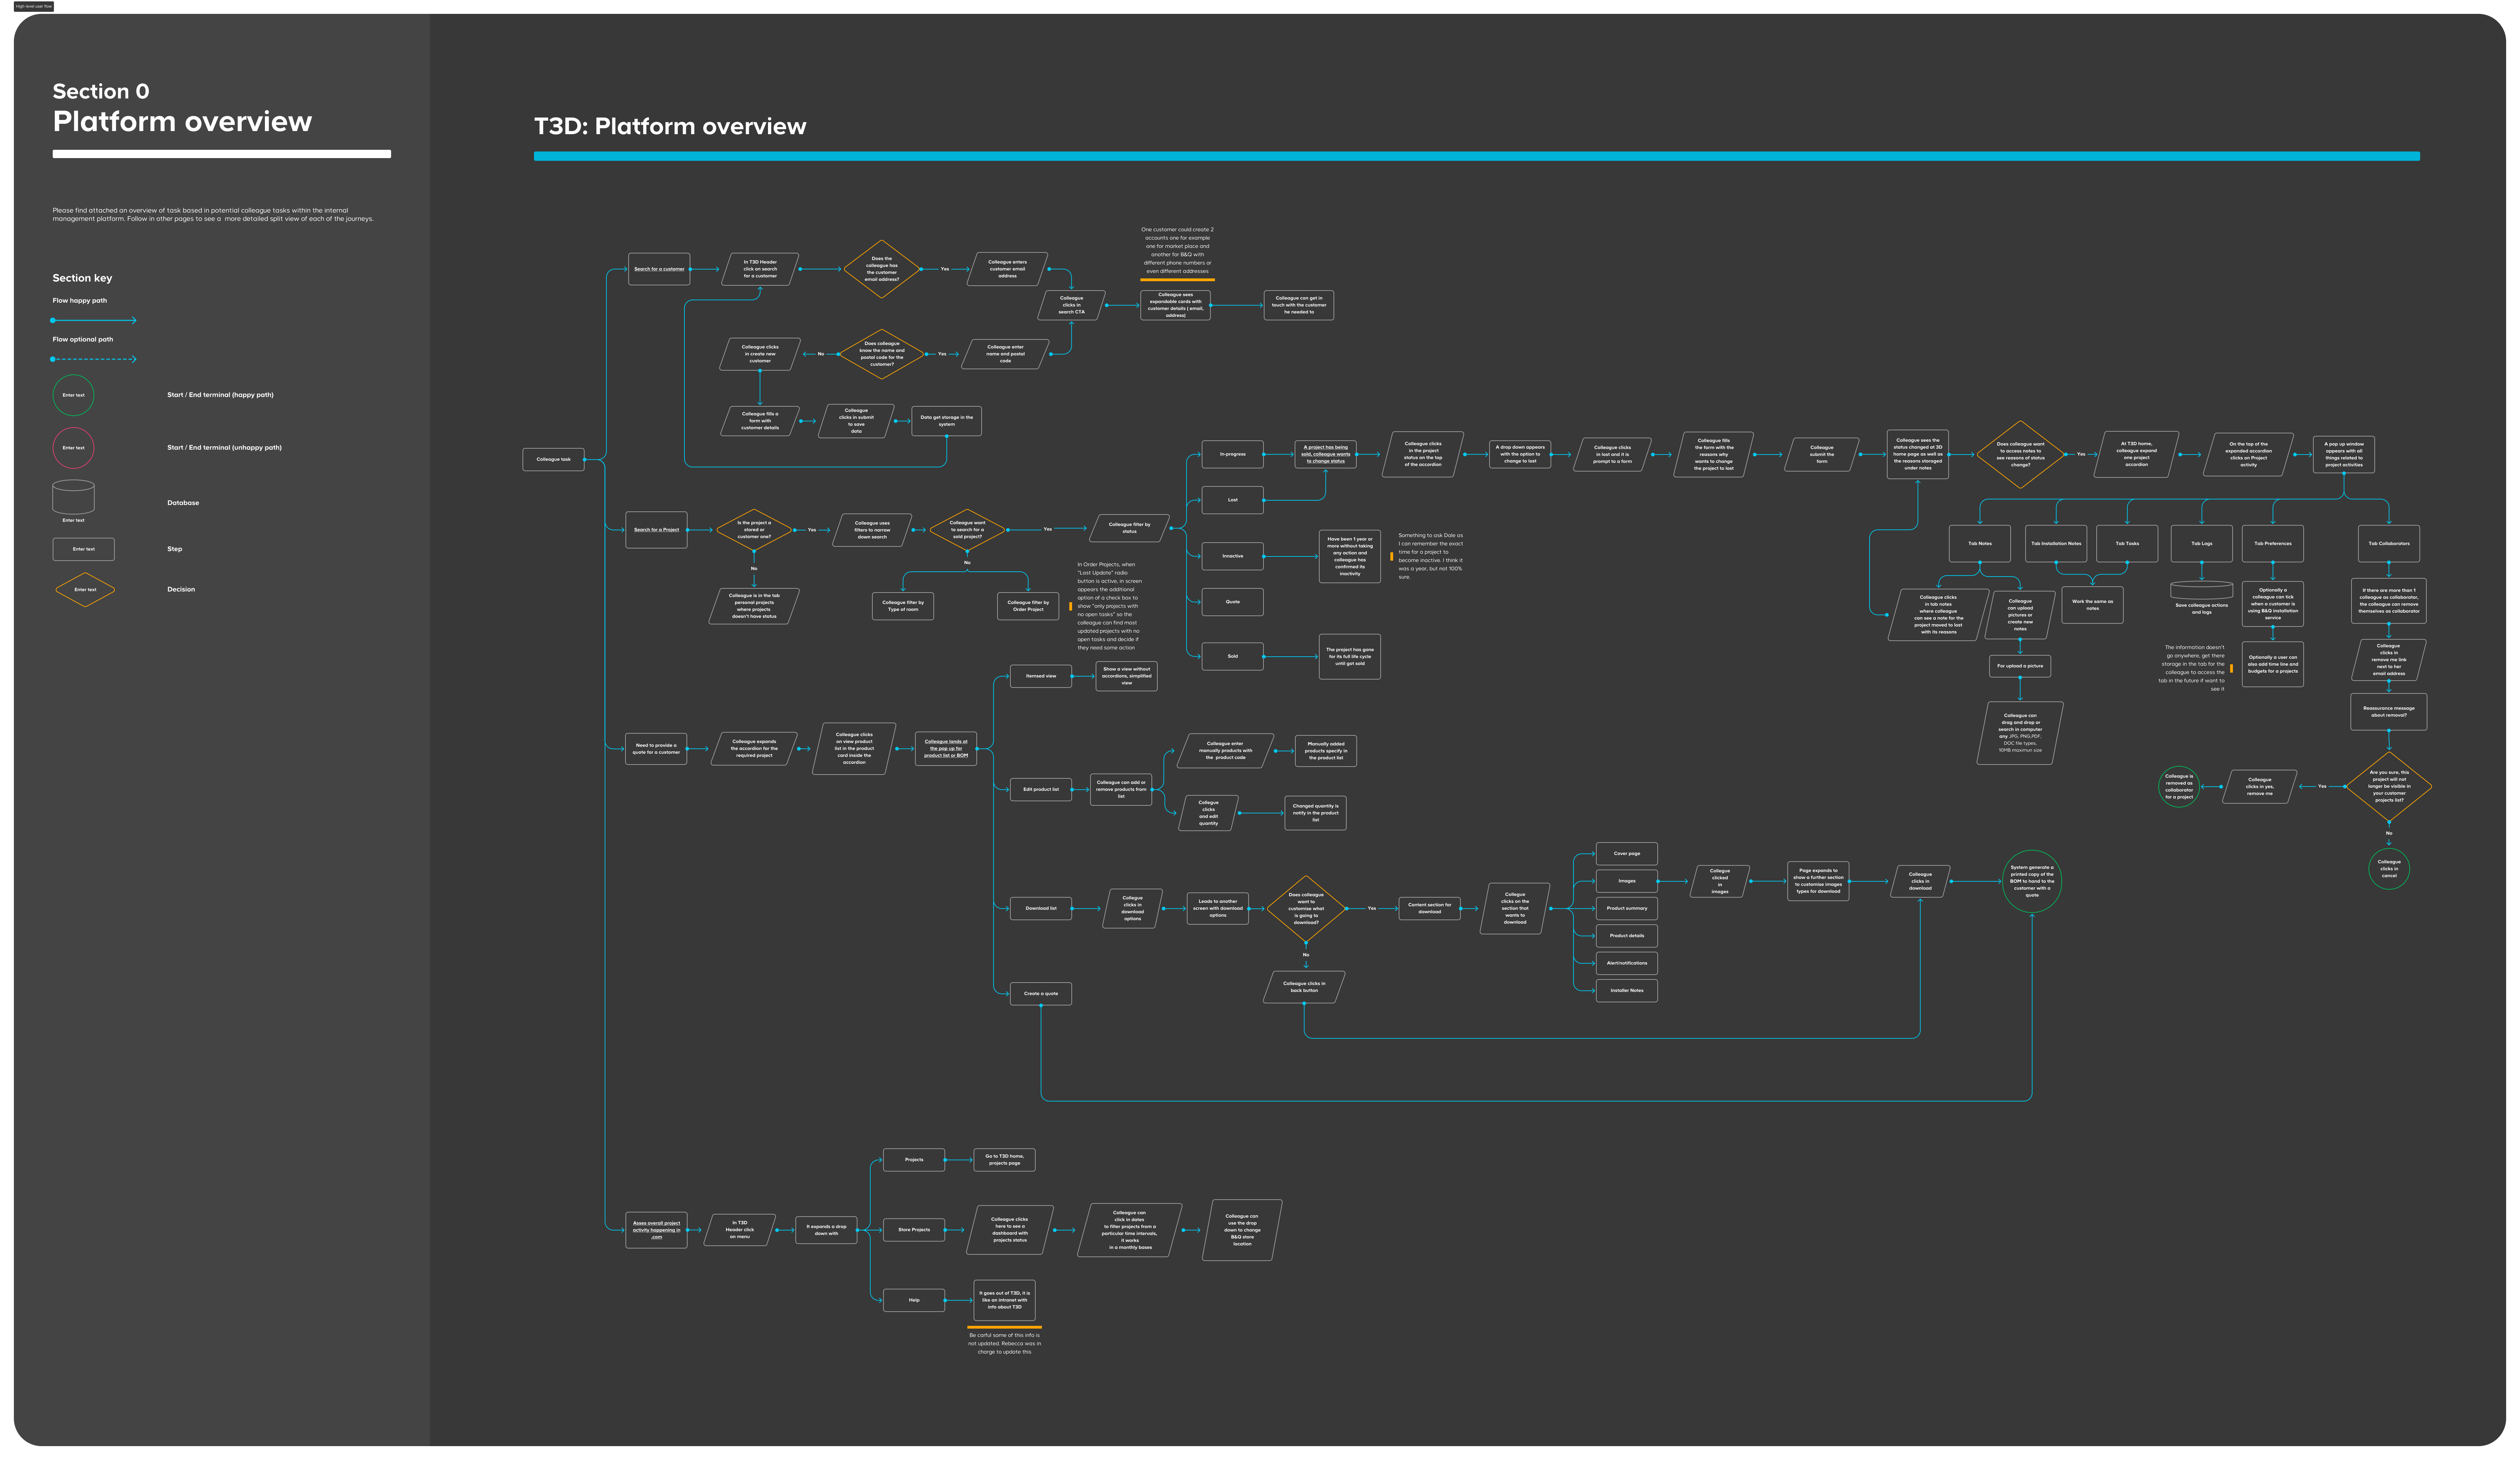 High-level user flow
Section 0
Platform overview
Please find attached an overview of task based in potential colleague tasks within the internal
management platform. Follow in other pages to see a more detailed split view of each of the journeys.
Section key
Flow happy path
Flow optional path
Enter text
Start / End terminal (happy path)
Enter text
Start / End terminal (unhappy path)
Enter text
Database
Enter text
Step
Enter text
Decision
T3D: Platform overview
Colleague task
Search for a customer
In T3D Header
click on search
for a customer
Does the
colleague has
the customer
email address?
Yes
Colleague enters
customer email
address
Colleague
clicks in
search CTA
One customer could create 2
accounts one for example
one for market place and
another for B&Q with
different phone numbers or
even different addresses
Colleague sees
expandable cards with
customer details ( email,
address)
Colleague can get in
touch with the customer
he needed to
Colleague clicks
in create new
customer
No
Does colleague
know the name and
postal code for the
customer?
Yes
Colleague enter
name and postal
code
Colleague fills a
form with
customer details
Colleague
clicks in submit
to save
data
Data get storage in the
system
Search for a Project
Is the project a
stored or
customer one?
Yes
No
Colleague is in the tab
personal projects
where projects
doesn't have status
Colleague uses
filters to narrow
down search
Colleague want
to search for a
sold project?
Yes
No
Colleague filter by
Type of room
Colleague filter by
Order Project
In Order Projects, when
"Last Update" radio
button is active, in screen
appears the additional
option of a check box to
show "only projects with
no open tasks" so the
colleague can find most
updated projects with no
open tasks and decide if
they need some action
Colleague filter by
status
In-progress
Lost
Innactive
Quote
Sold
A project has being
sold, colleague wants
to change status
Have been 1 year or
more without taking
any action and
colleague has
confirmed its
inactivity
Something to ask Dale as
I can remember the exact
time for a project to
become inactive. I think it
was a year, but not 100%
sure.
The project has gone
for its full life cycle
until got sold
Colleague clicks
in the project
status on the top
of the accordion
A drop down appears
with the option to
change to lost
Colleague clicks
in lost and it is
prompt to a form
Colleague fills
the form with the
reasons why
wants to change
the project to lost
Colleague
submit the
form
Colleague sees the
status changed at 3D
home page as well as
the reasons storaged
under notes
Does colleague want
to access notes to
see reasons of status
change?
Yes
At T3D home,
colleague expand
one project
accordion
On the top of the
expanded accordion
clicks on Project
activity
A pop up window
appears with all
things related to
project activities
Tab Notes
Tab Installation Notes
Tab Tasks
Tab Logs
Tab Preferences
Tab Collaborators
Colleague clicks
in tab notes
where colleague
can see a note for the
project moved to lost
with its reasons
Colleague
can upload
pictures or
create new
notes
Work the same as
notes
For upload a picture
Colleague can
drag and drop or
search in computer
any JPG, PNG,PDF,
DOC file types,
10MB maximun size
Save colleague actions
and logs
The information doesn't
go anywhere, get there
storage in the tab for the
colleague to access the
tab in the future if want to
see it
Optionally a
colleague can tick
when a customer is
using B&Q installation
service
Optionally a user can
also add time line and
budgets for a projects
If there are more than 1
colleague as collaborator,
the colleague can remove
themselves as collaborator
Colleague
clicks in
remove me link
next to her
email address
Reassurance message
about removal?
Are you sure, this
project will not
longer be visible in
your customer
projects list?
Yes
Colleague
clicks in yes,
remove me
Colleague is
removed as
collaborator
for a project
No
Colleague
clicks in
cancel
Need to provide a
quote for a customer
Colleague expands
the accordion for the
required project
Colleague clicks
on view product
list in the product
card inside the
accordion
Colleague lands at
the pop up for
product list or BOM
Itemsed view
Show a view without
accordions, simplified
view
Edit product list
Colleague can add or
remove products from
list
Colleague enter
manually products with
the product code
Manually added
products specify in
the product list
Collegue
clicks
and edit
quantity
Changed quantity is
notify in the product
list
Download list
Collegue
clicks in
download
options
Leads to another
screen with download
options
Does colleague
want to
customise what
is going to
download?
Yes
No
Colleague clicks in
back button
Content section for
download
Collegue
clicks on the
section that
wants to
download
Cover page
Images
Product summary
Product details
Alert/notifications
Installer Notes
Collegue
clicked
in
images
Page expands to
show a further section
to customise images
types for download
Colleague
clicks in
download
System generate a
printed copy of the
BOM to hand to the
customer with a
quote
Create a quote
Asses overall project
activity happening in
.com
In T3D
Header click
on menu
It expands a drop
down with
Projects
Go to T3D home,
projects page
Store Projects
Colleague clicks
here to see a
dashboard with
projects status
Colleague can
click in dates
to filter projects from a
particular time intervals,
it works
in a monthly bases
Colleague can
use the drop
down to change
B&Q store
location
Help
It goes out of T3D, it is
like an intranet with
info about T3D
Be carful some of this info is
not updated. Rebecca was in
charge to update this